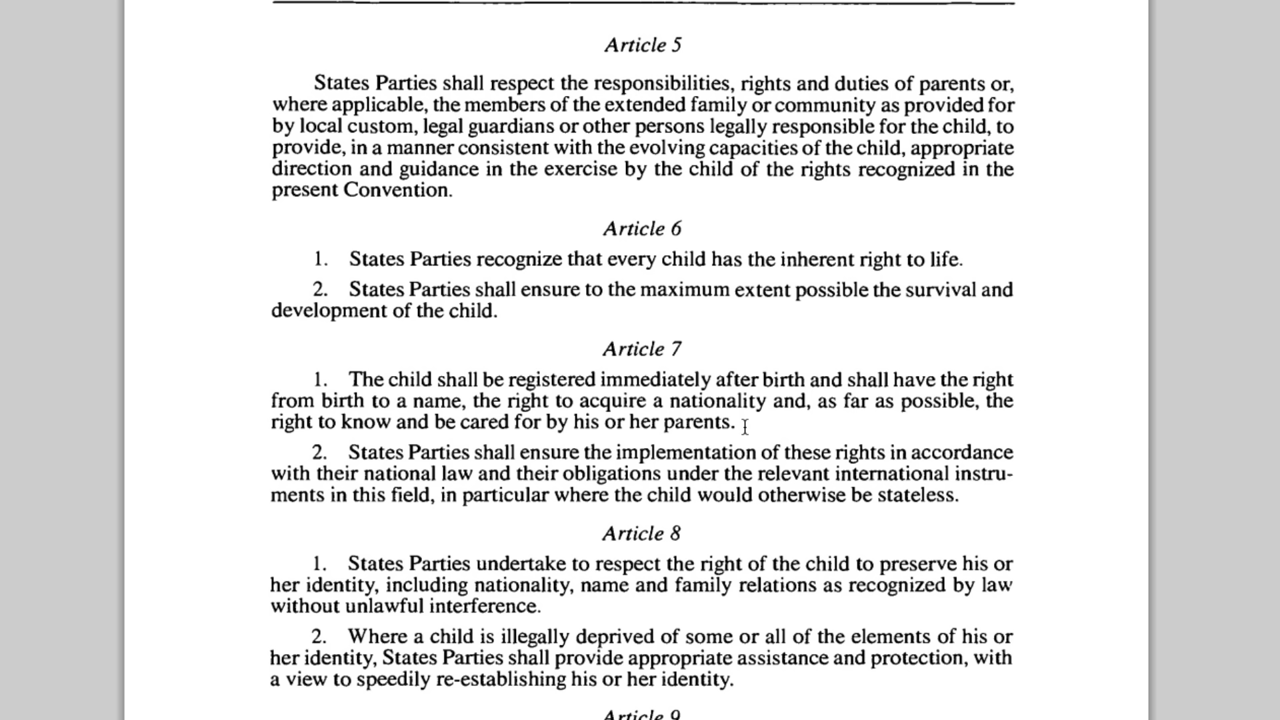 Article 5
States Parties shall respect the responsibilities, rights and duties of parents or,
where applicable, the members of the extended family or community as provided for
by local custom, legal guardians or other persons legally responsible for the child, to
provide, in a manner consistent with the evolving capacities of the child, appropriate
direction and guidance in the exercise by the child of the rights recognized in the
present Convention.
Article 6
1. States Parties recognize that every child has the inherent right to life.
2. States Parties shall ensure to the maximum extent possible the survival and
development of the child.
Article 7
1. The child shall be registered immediately after birth and shall have the right
from birth to a name, the right to acquire a nationality and, as far as possible, the
right to know and be cared for by his or her parents.
2. States Parties shall ensure the implementation of these rights in accordance
with their national law and their obligations under the relevant international instru-
ments in this field, in particular where the child would otherwise be stateless.
Article 8
1. States Parties undertake to respect the right of the child to preserve his or
her identity, including nationality, name and family relations as recognized by law
without unlawful interference.
2. Where a child is illegally deprived of some or all of the elements of his or
her identity, States Parties shall provide appropriate assistance and protection, with
a view to speedily re-establishing his or her identity.
Article 9